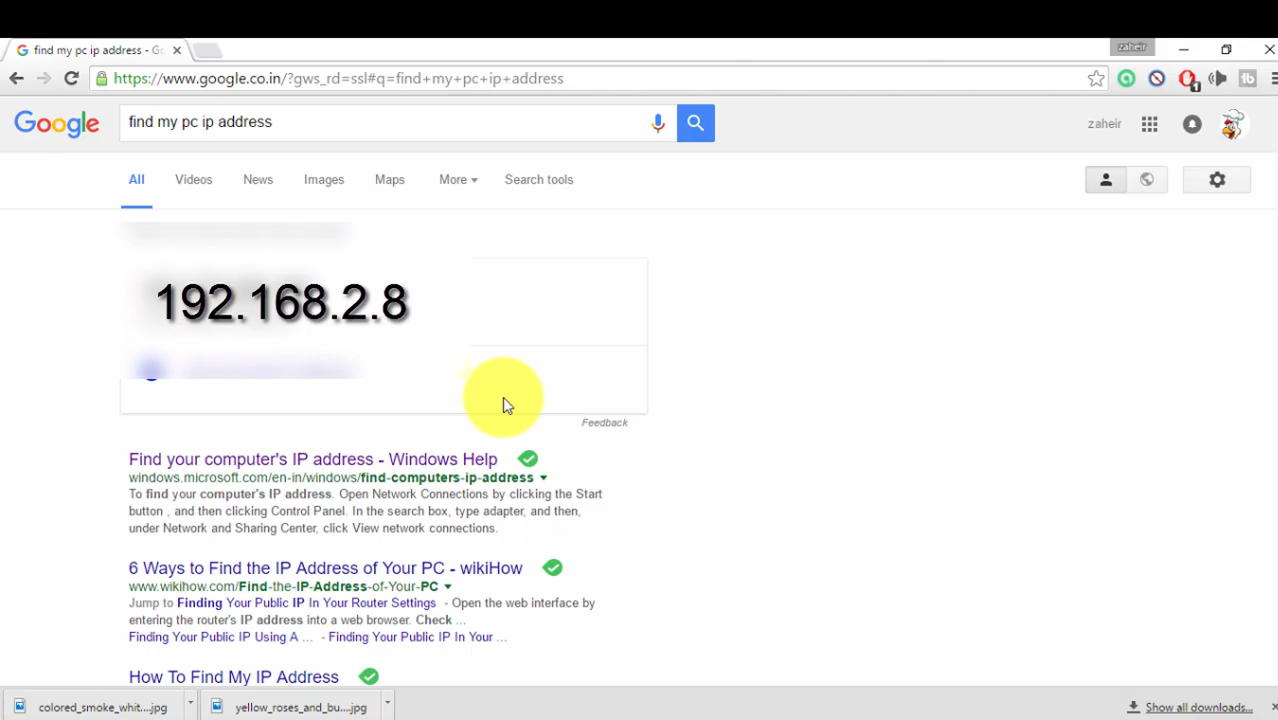 find my pc ip address - Go
zaheir
https://www.google.co.in/?gws_rd=ssl#q=find+my+pc+ip+address
1
tb
Google
find my pc ip address
zaheir
All Videos News Images Maps More Search tools
192.168.2.8
Feedback
Find your computer's IP address - Windows Help
windows.microsoft.com/en-in/windows/find-computers-ip-address
To find your computer's IP address. Open Network Connections by clicking the Start
button , and then clicking Control Panel. In the search box, type adapter, and then,
under Network and Sharing Center, click View network connections.
6 Ways to Find the IP Address of Your PC - wikiHow
www.wikihow.com/Find-the-IP-Address-of-Your-PC
Jump to Finding Your Public IP In Your Router Settings - Open the web interface by
entering the router's IP address into a web browser. Check ...
Finding Your Public IP Using A ... - Finding Your Public IP In Your ...
How To Find My IP Address
colored_smoke_whit....jpg yellow_roses_and_bu....jpg Show all downloads...